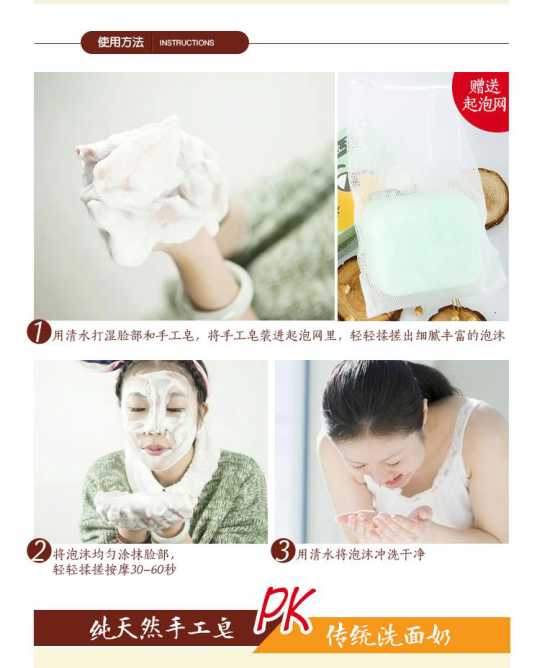 使用方法 INSTRUCTIONS
赠送
起泡网
1 用清水打湿脸部和手工皂，将手工皂装进起泡网里，轻轻揉搓出细腻丰富的泡沫
2 将泡沫均匀涂抹脸部，
轻轻揉搓按摩30-60秒
3 用清水将泡沫冲洗干净
纯天然手工皂 PK 传统洗面奶